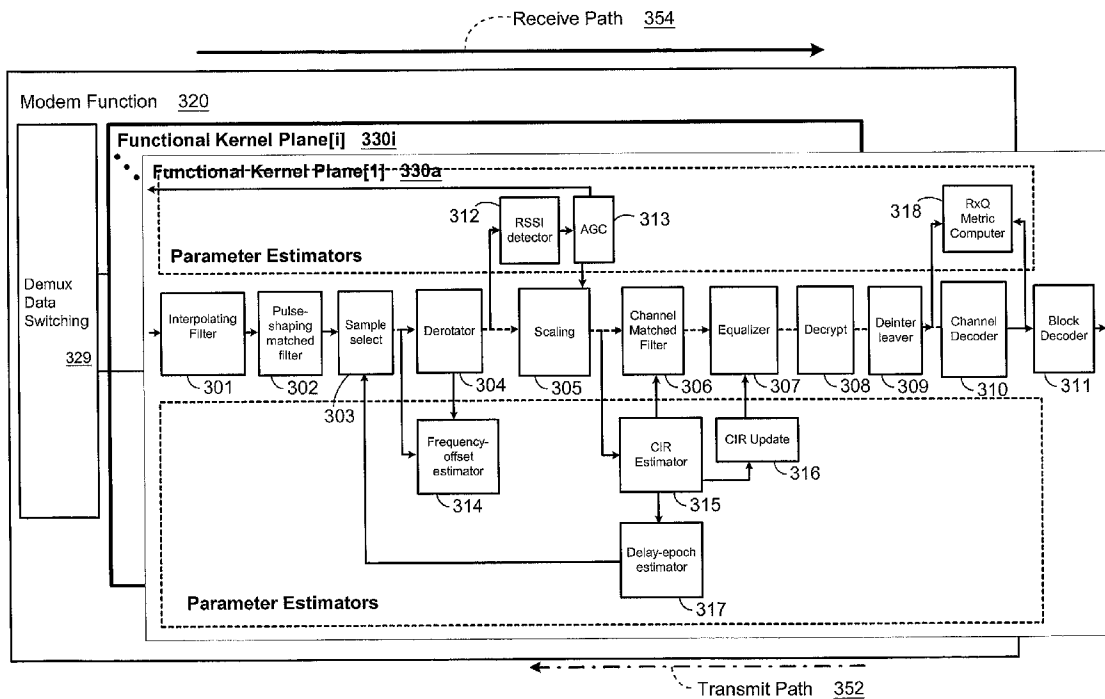 Receive Path 354
Modem Function 320
Functional Kernel Plane[i] 330i
Functional Kernel Plane[1] 330a
312
RSSI
detector
AGC
313
318
RxQ
Metric
Computer
Parameter Estimators
Demux
Data
Switching
329
Interpolating
Filter
301
Pulse-
shaping
matched
filter
302
Sample
select
303
Derotator
304
Scaling
305
Channel
Matched
Filter
306
Equalizer
307
Decrypt
308
Deinter
leaver
309
Channel
Decoder
310
Block
Decoder
311
Frequency-
offset
estimator
314
CIR
Estimator
315
CIR Update
316
Delay-epoch
estimator
317
Parameter Estimators
Transmit Path 352